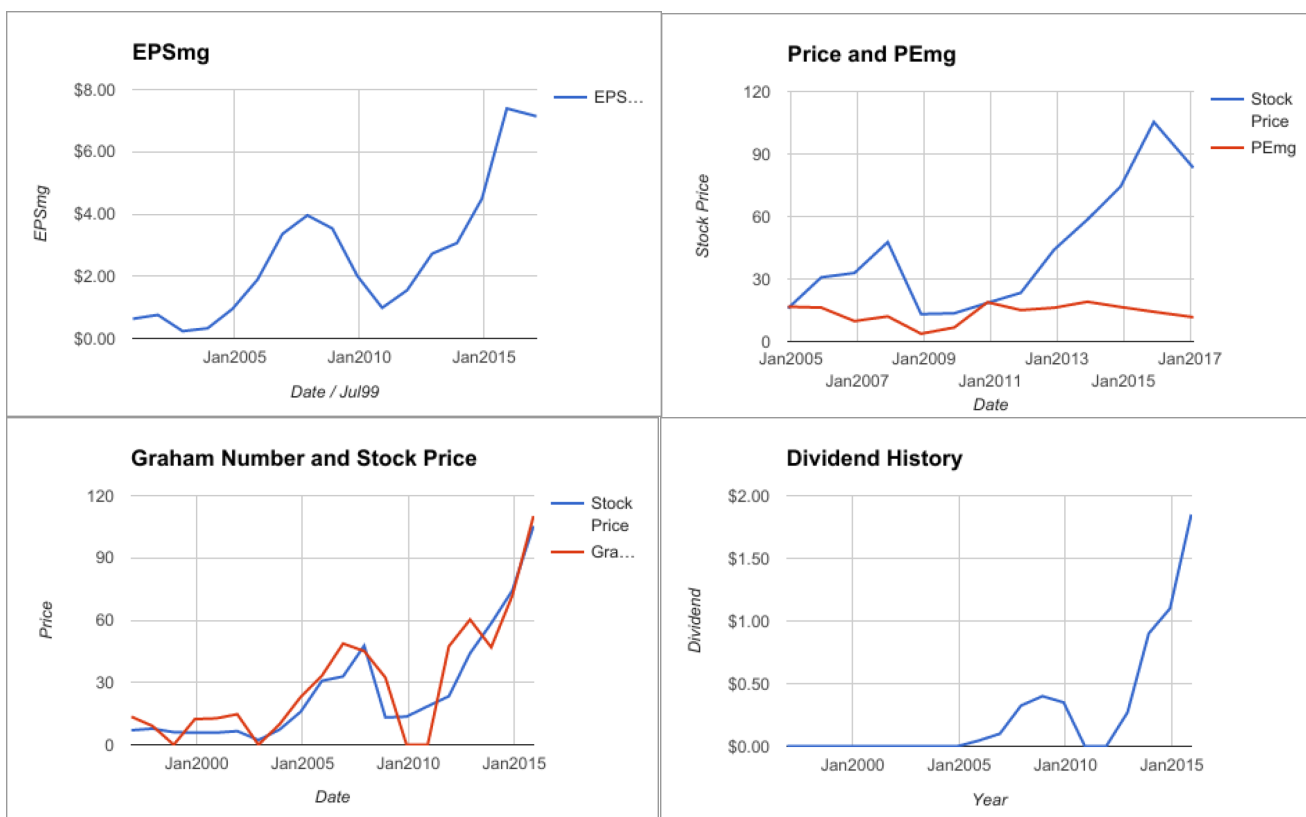 EPSmg
$8.00
$6.00
$4.00
$2.00
$0.00
EPSmg
Jan2005
Jan2010
Jan2015
Date / Jul99
EPS…
Price and PEmg
120
90
60
30
0
Stock Price
Jan2005
Jan2009
Jan2013
Jan2017
Jan2007
Jan2011
Jan2015
Date
Stock
Price
PEmg
Graham Number and Stock Price
120
90
60
30
0
Price
Jan2000
Jan2005
Jan2010
Jan2015
Date
Stock
Price
Gra…
Dividend History
$2.00
$1.50
$1.00
$0.50
$0.00
Dividend
Jan2000
Jan2005
Jan2010
Jan2015
Year